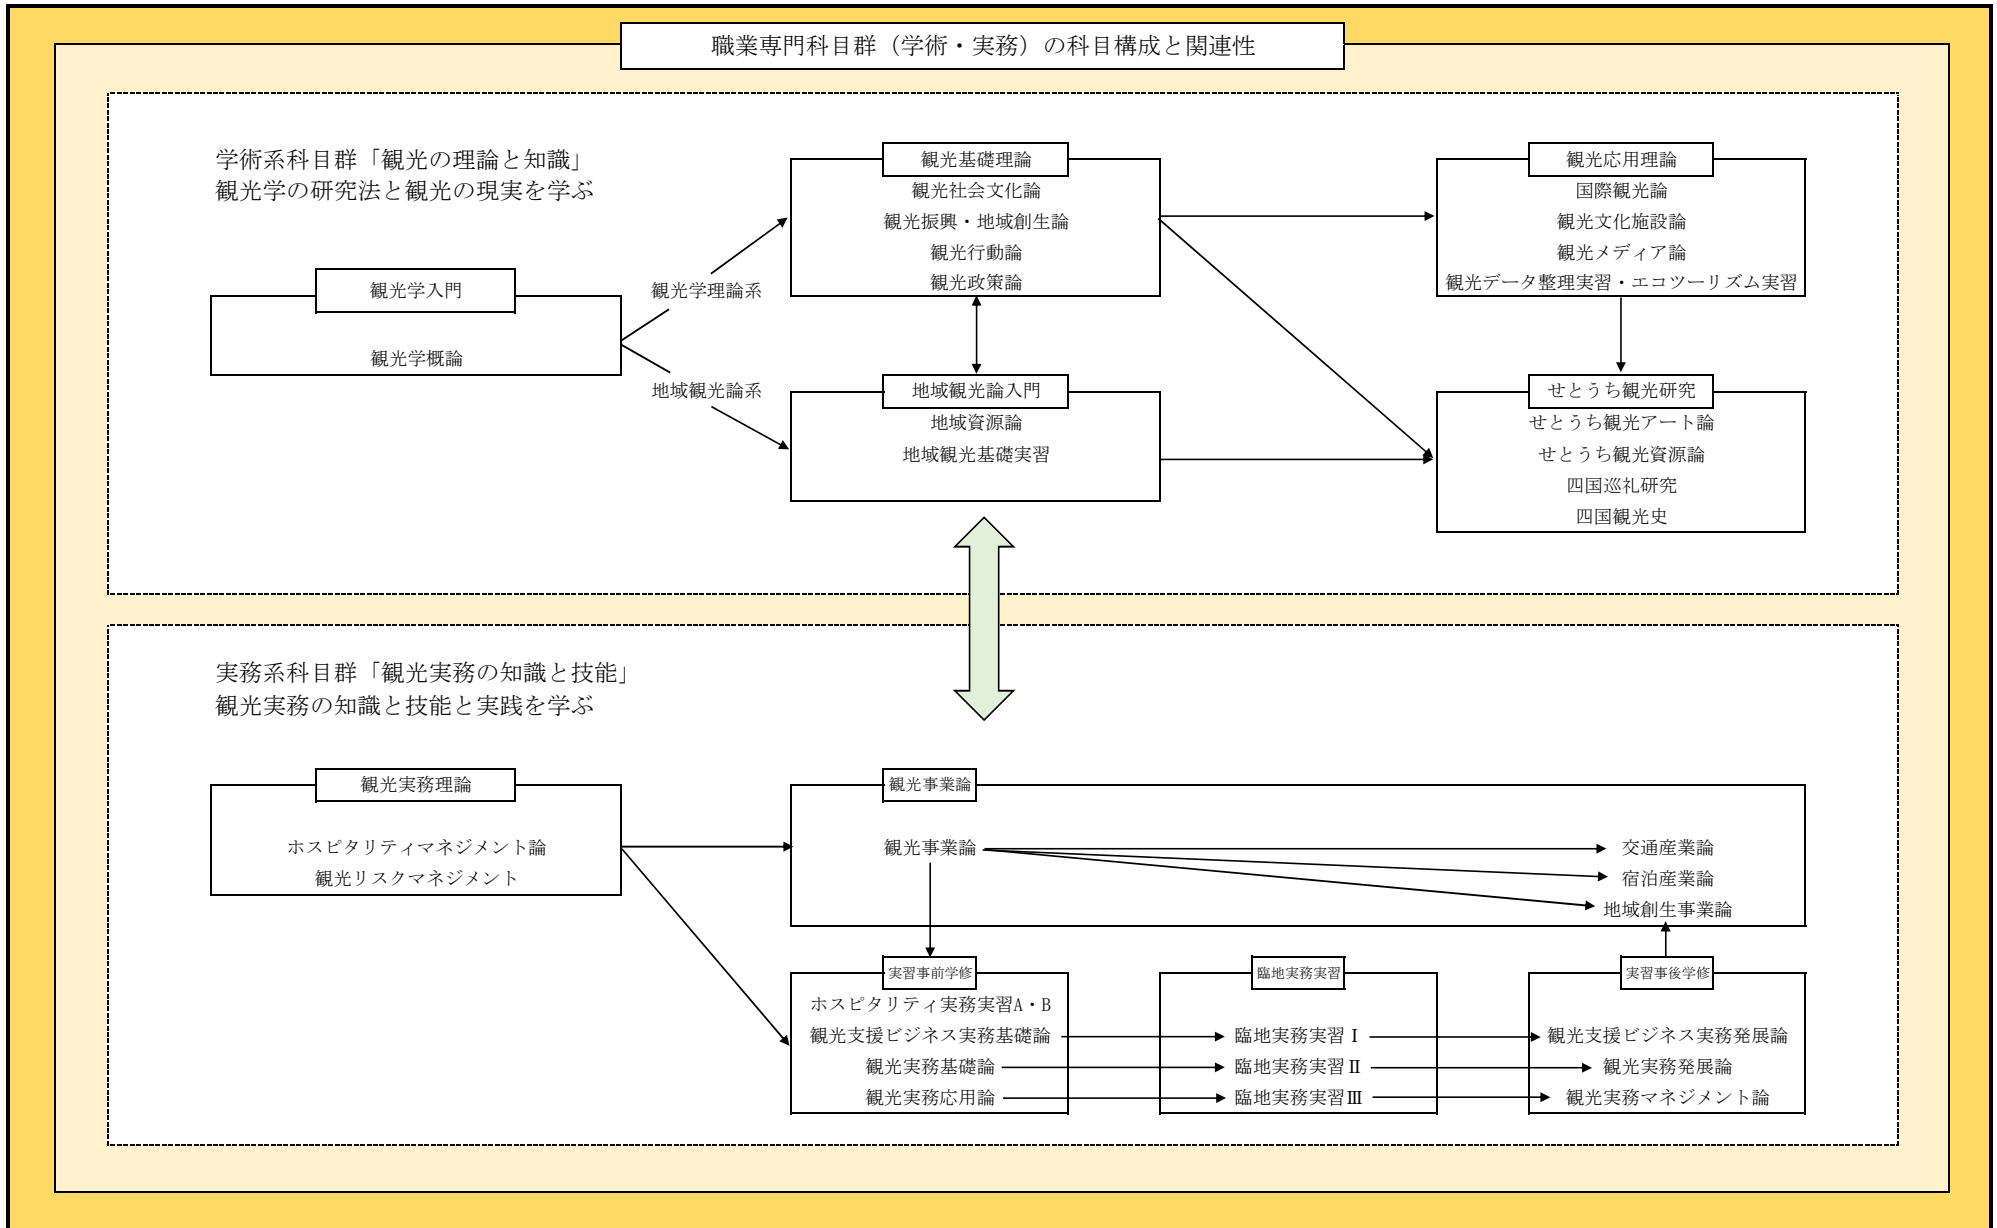 職業専門科目群（学術・実務）の科目構成と関連性
学術系科目群「観光の理論と知識」
観光学の研究法と観光の現実を学ぶ
観光学入門
観光学概論
観光学理論系
地域観光論系
観光基礎理論
観光社会文化論
観光振興・地域創生論
観光行動論
観光政策論
地域観光論入門
地域資源論
地域観光基礎実習
観光応用理論
国際観光論
観光文化施設論
観光メディア論
観光データ整理実習・エコツーリズム実習
せとうち観光研究
せとうち観光アート論
せとうち観光資源論
四国巡礼研究
四国観光史
実務系科目群「観光実務の知識と技能」
観光実務の知識と技能と実践を学ぶ
観光実務理論
ホスピタリティマネジメント論
観光リスクマネジメント
観光事業論
観光事業論
交通産業論
宿泊産業論
地域創生事業論
実習事前学修
ホスピタリティ実務実習A・B
観光支援ビジネス実務基礎論
観光実務基礎論
観光実務応用論
臨地実務実習
臨地実務実習Ⅰ
臨地実務実習Ⅱ
臨地実務実習Ⅲ
実習事後学修
観光支援ビジネス実務発展論
観光実務発展論
観光実務マネジメント論